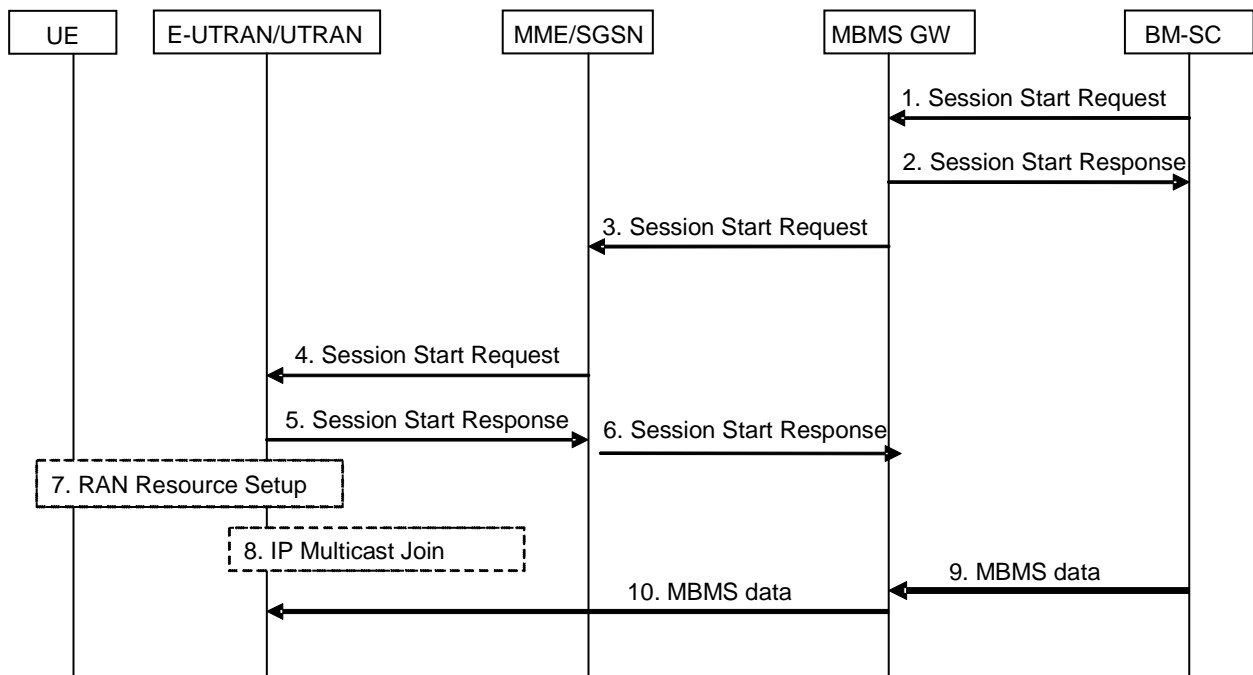 UE
E-UTRAN/UTRAN
MME/SGSN
MBMS GW
BM-SC
1. Session Start Request
2. Session Start Response
3. Session Start Request
4. Session Start Request
5. Session Start Response
6. Session Start Response
7. RAN Resource Setup
8. IP Multicast Join
9. MBMS data
10. MBMS data